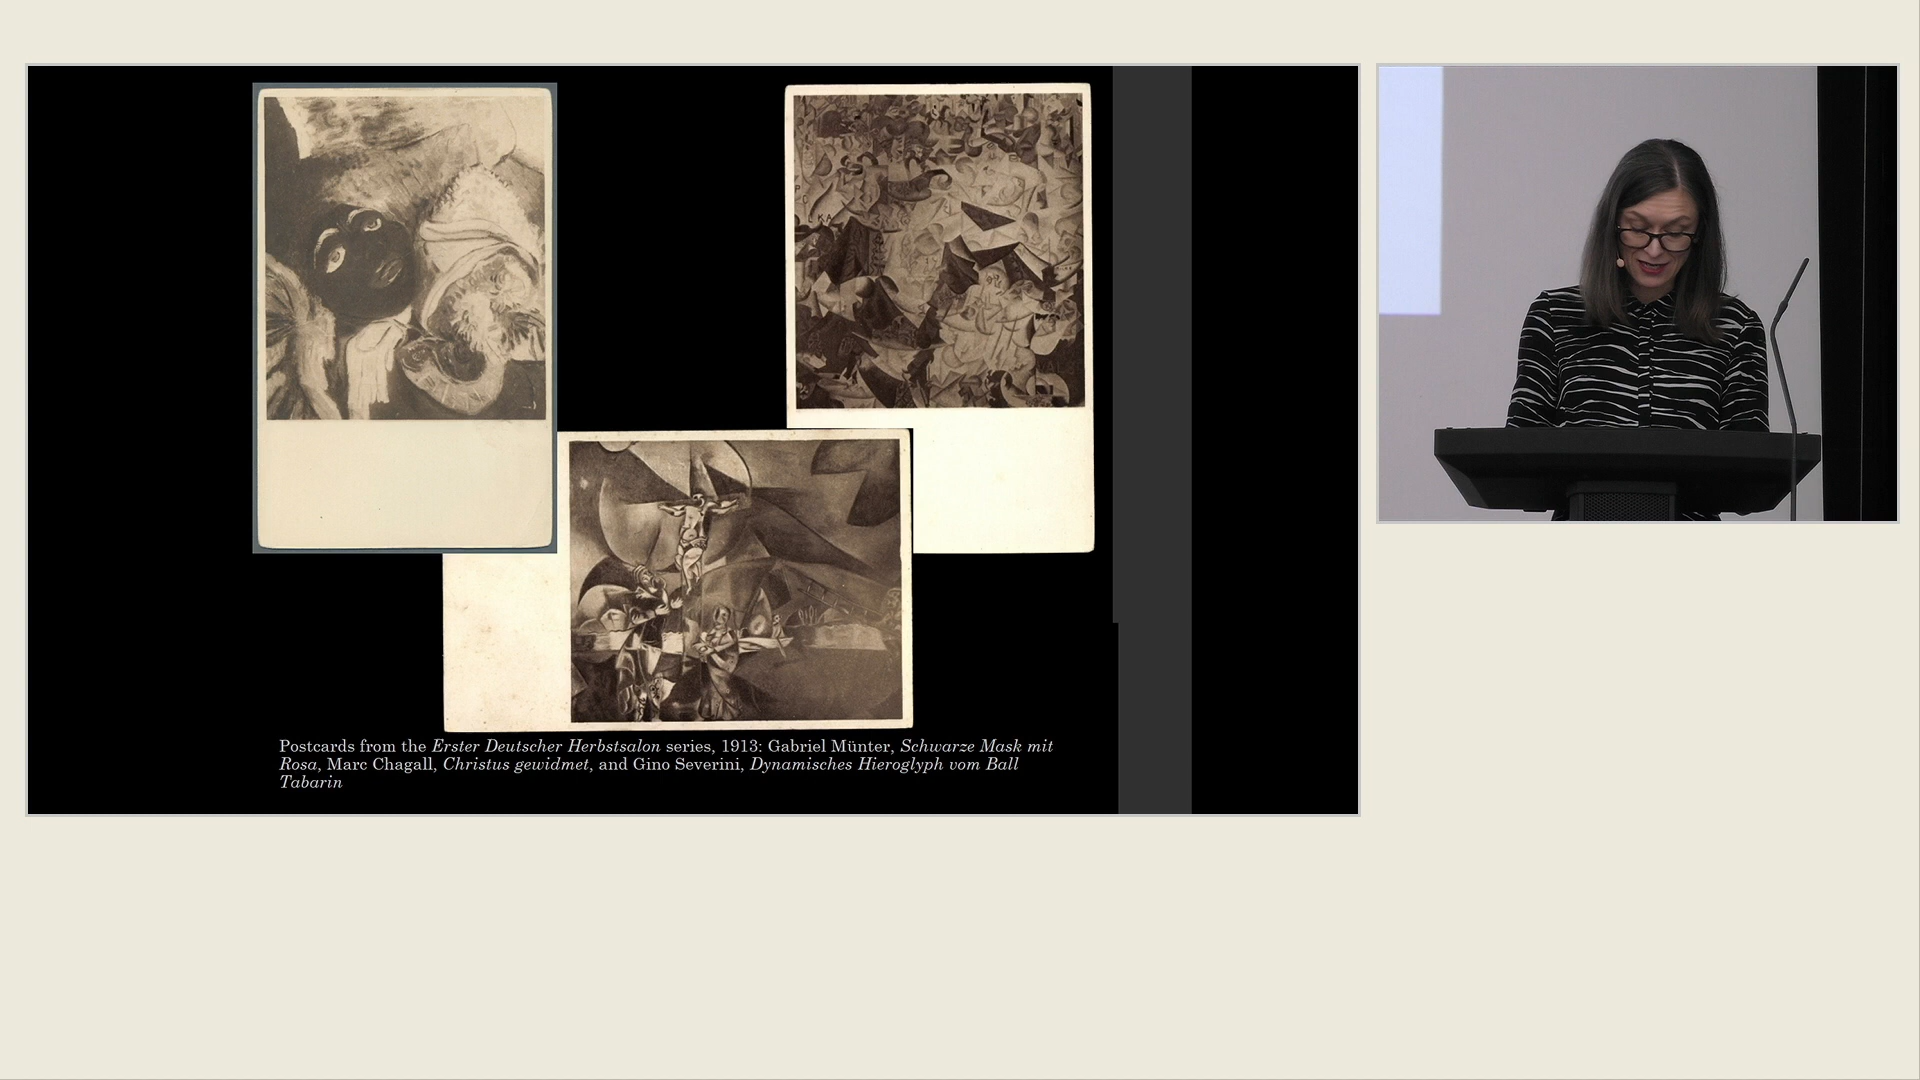 Postcards from the Erster Deutscher Herbstsalon series, 1913: Gabriel Münter, Schwarze Mask mit
Rosa, Marc Chagall, Christus gewidmet, and Gino Severini, Dynamisches Hieroglyph vom Ball
Tabarin